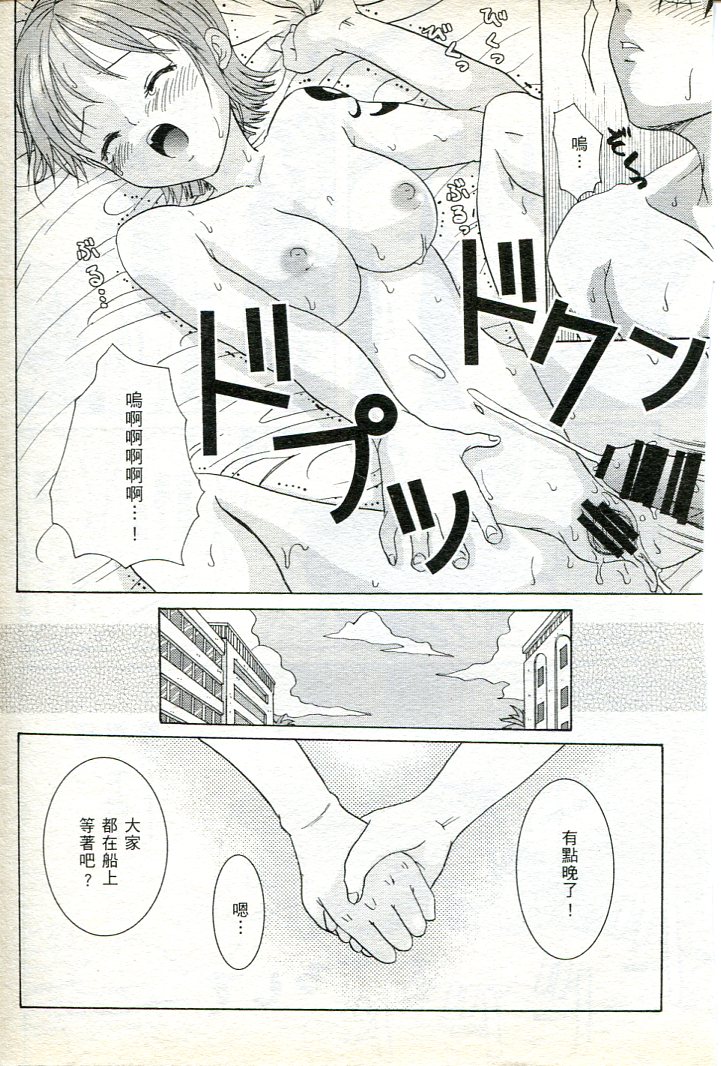 嗚…
ぞくっ
びくっ
びくっ
ぶるっ
ぶる…
ドクン
ドプッ
嗚啊啊啊啊啊…！
有點晚了！
嗯…
大家
都在船上
等著吧？